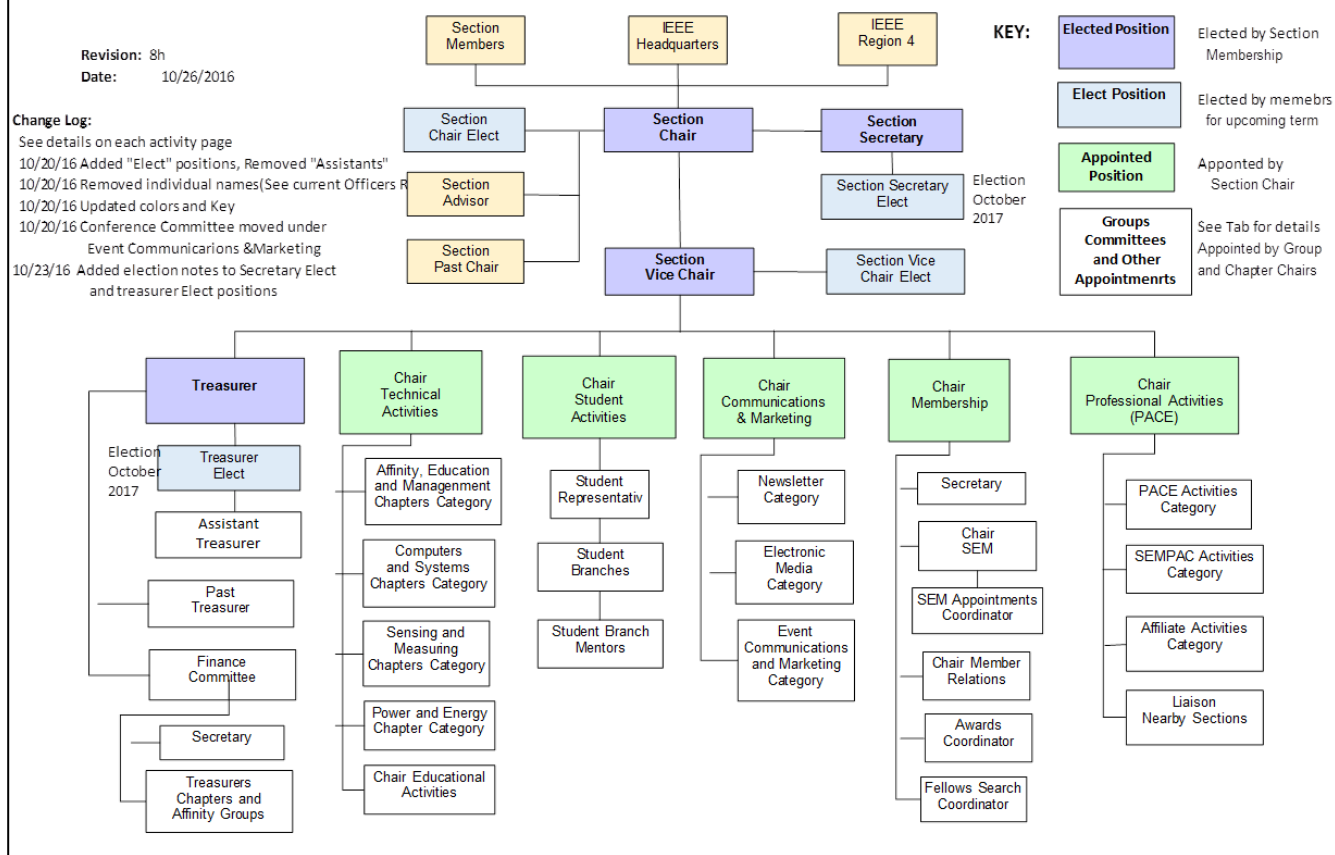 Revision: 8h
Date: 10/26/2016
Change Log:
See details on each activity page
10/20/16 Added "Elect" positions, Removed "Assistants"
10/20/16 Removed individual names(See current Officers R
10/20/16 Updated colors and Key
10/20/16 Conference Committee moved under
Event Communicarions &Marketing
10/23/16 Added election notes to Secretary Elect
and treasurer Elect positions
Section
Members
IEEE
Headquarters
IEEE
Region 4
KEY:
Elected Position
Elected by Section
Membership
Elect Position
Elected by memebrs
for upcoming term
Appointed
Position
Apponted by
Section Chair
Groups
Committees
and Other
Appointmenrts
See Tab for details
Appointed by Group
and Chapter Chairs
Section
Chair Elect
Section
Chair
Section
Secretary
Section
Advisor
Section Secretary
Elect
Election
October
2017
Section
Past Chair
Section
Vice Chair
Section Vice
Chair Elect
Treasurer
Election
October
2017
Treasurer
Elect
Assistant
Treasurer
Past
Treasurer
Finance
Committee
Secretary
Treasurers
Chapters and
Affinity Groups
Chair
Technical
Activities
Affinity, Education
and Managenment
Chapters Category
Computers
and Systems
Chapters Category
Sensing and
Measuring
Chapters Category
Power and Energy
Chapter Category
Chair Educational
Activities
Chair
Student
Activities
Student
Representativ
Student
Branches
Student Branch
Mentors
Chair
Communications
& Marketing
Newsletter
Category
Electronic
Media
Category
Event
Communications
and Marketing
Category
Chair
Membership
Secretary
Chair
SEM
SEM Appointments
Coordinator
Chair Member
Relations
Awards
Coordinator
Fellows Search
Coordinator
Chair
Professional Activities
(PACE)
PACE Activities
Category
SEMPAC Activities
Category
Affiliate Activities
Category
Liaison
Nearby Sections